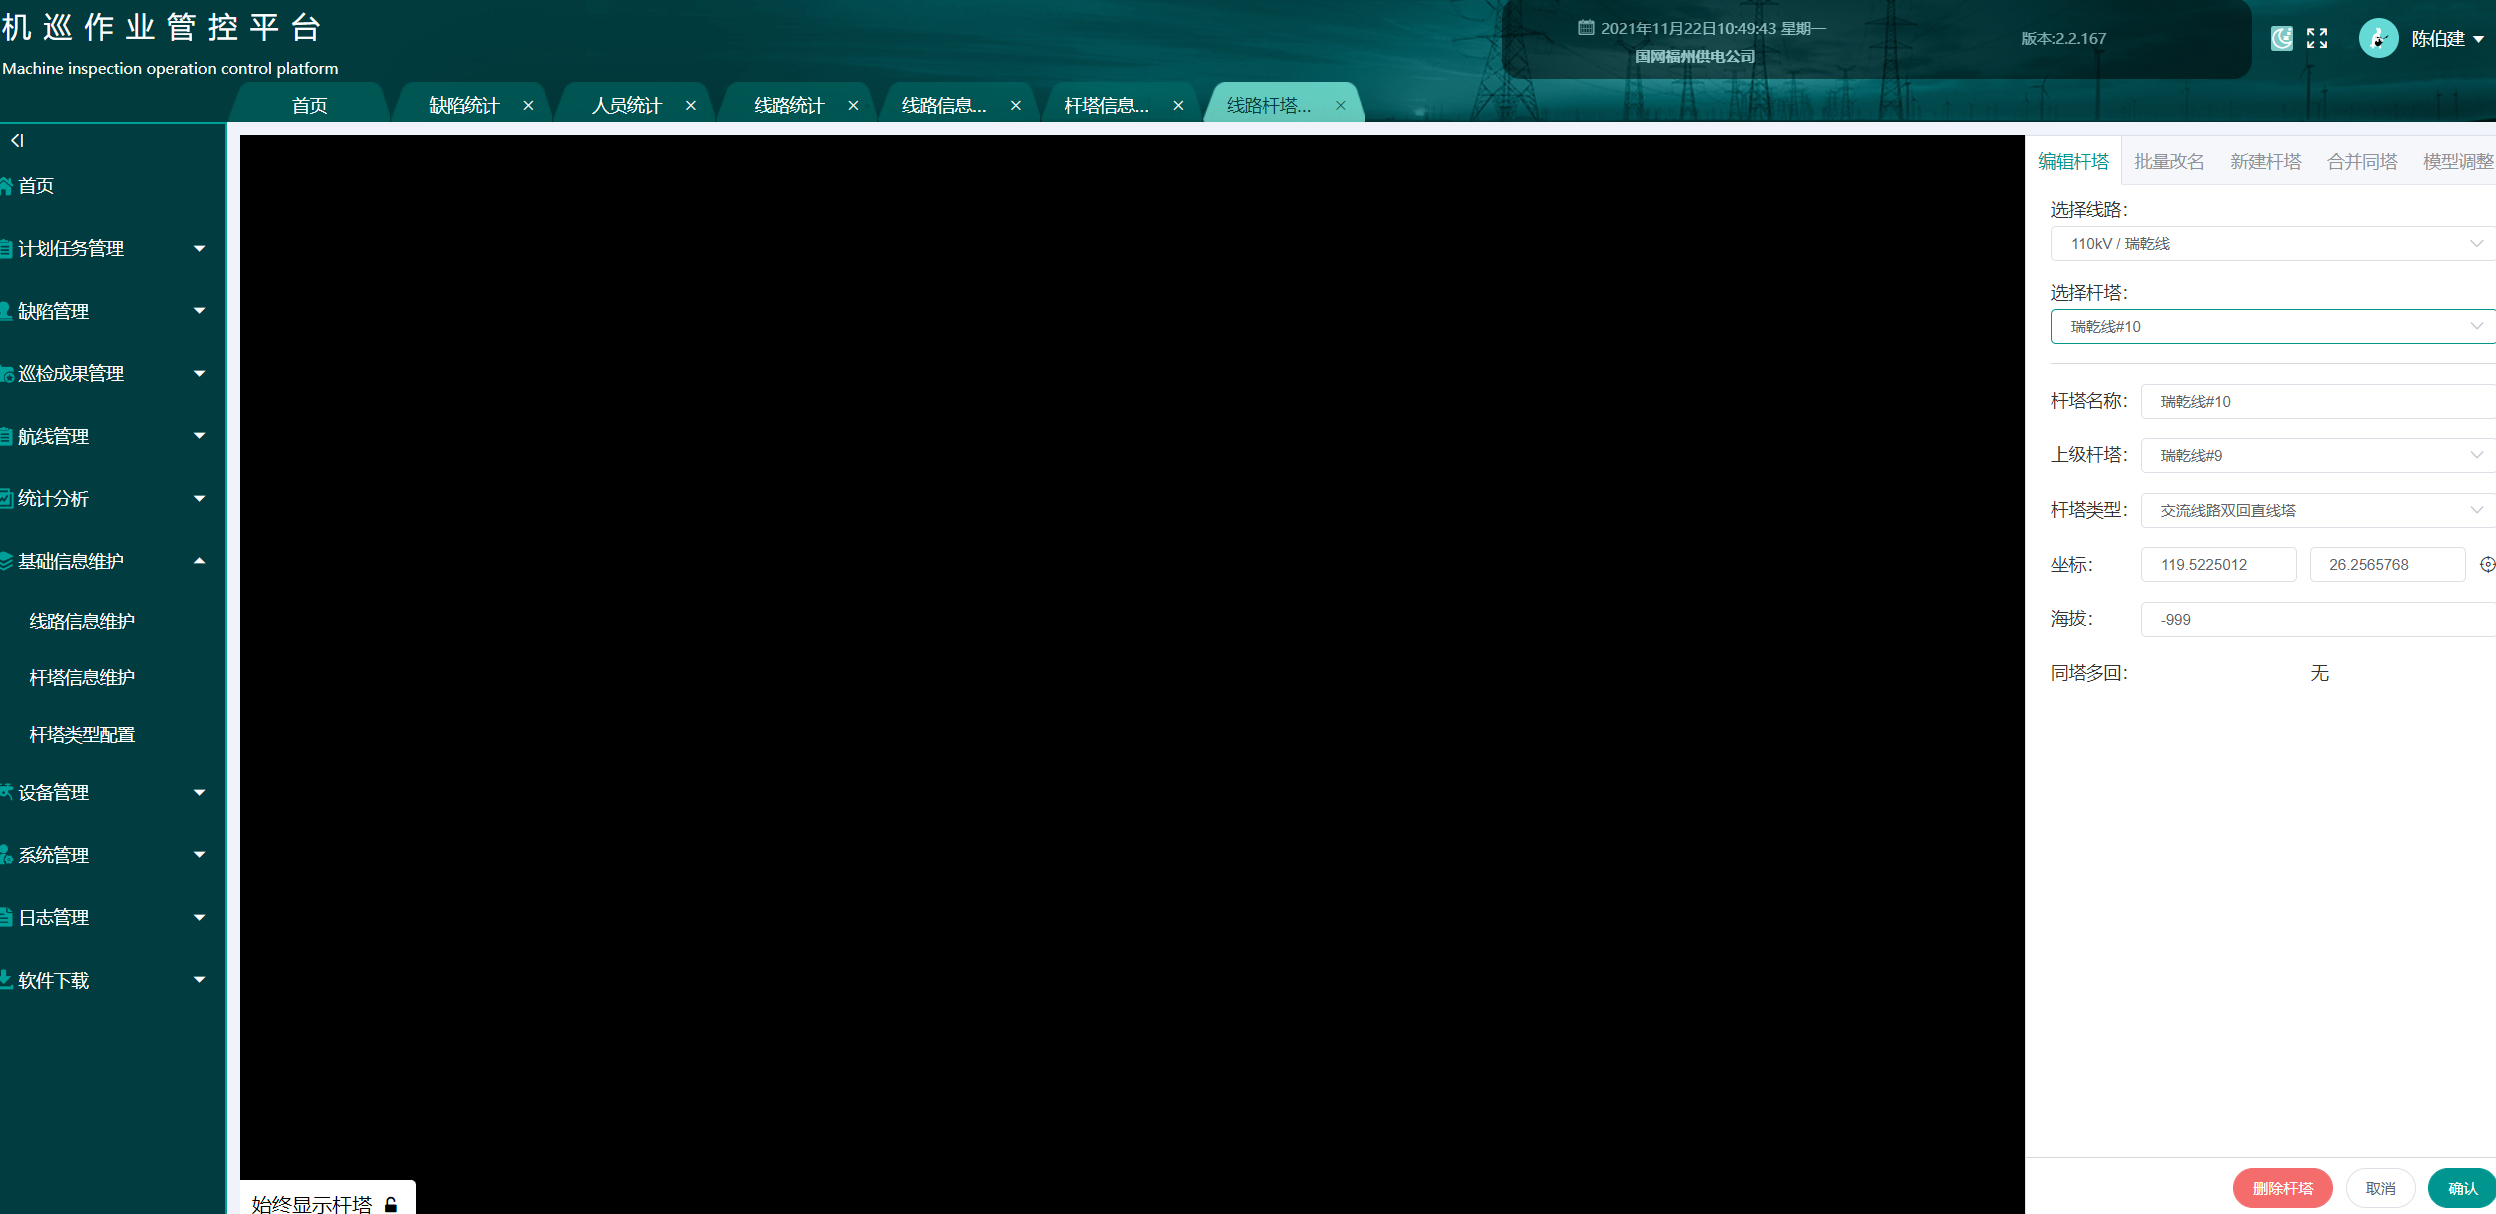 机巡作业管控平台
Machine inspection operation control platform
2021年11月22日10:49:43 星期一
国网福州供电公司
版本:2.2.167
陈伯建
首页
缺陷统计
人员统计
线路统计
线路信息...
杆塔信息...
线路杆塔...
首页
计划任务管理
缺陷管理
巡检成果管理
航线管理
统计分析
基础信息维护
线路信息维护
杆塔信息维护
杆塔类型配置
设备管理
系统管理
日志管理
软件下载
始终显示杆塔
编辑杆塔 批量改名 新建杆塔 合并同塔 模型调整
选择线路：
110kV / 瑞乾线
选择杆塔：
瑞乾线#10
杆塔名称： 瑞乾线#10
上级杆塔： 瑞乾线#9
杆塔类型： 交流线路双回直线塔
坐标： 119.5225012 26.2565768
海拔： -999
同塔多回： 无
删除杆塔 取消 确认